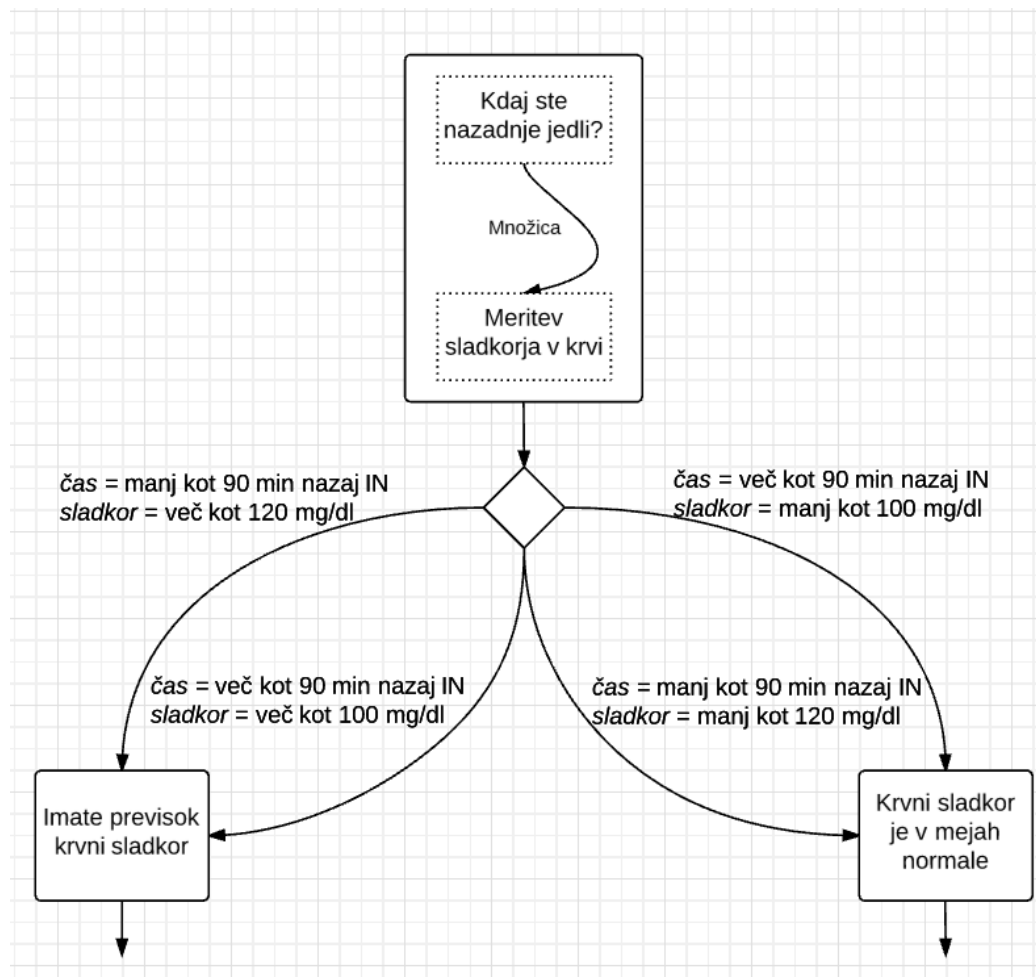 Kdaj ste
nazadnje jedli?
Množica
Meritev
sladkorja v krvi
čas = manj kot 90 min nazaj IN
sladkor = več kot 120 mg/dl
čas = več kot 90 min nazaj IN
sladkor = manj kot 100 mg/dl
čas = več kot 90 min nazaj IN
sladkor = več kot 100 mg/dl
čas = manj kot 90 min nazaj IN
sladkor = manj kot 120 mg/dl
Imate previsok
krvni sladkor
Krvni sladkor
je v mejah
normale